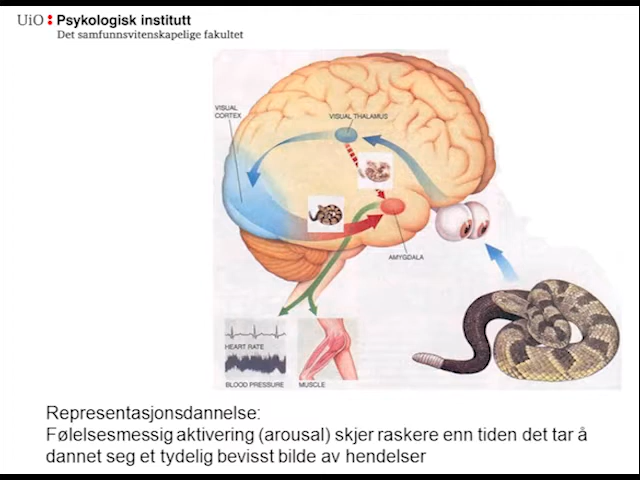 UiO : Psykologisk institutt
Det samfunnsvitenskapelige fakultet
VISUAL
CORTEX
VISUAL THALAMUS
AMYGDALA
HEART RATE
BLOOD PRESSURE
MUSCLE
Representasjonsdannelse:
Følelsesmessig aktivering (arousal) skjer raskere enn tiden det tar å
dannet seg et tydelig bevisst bilde av hendelser